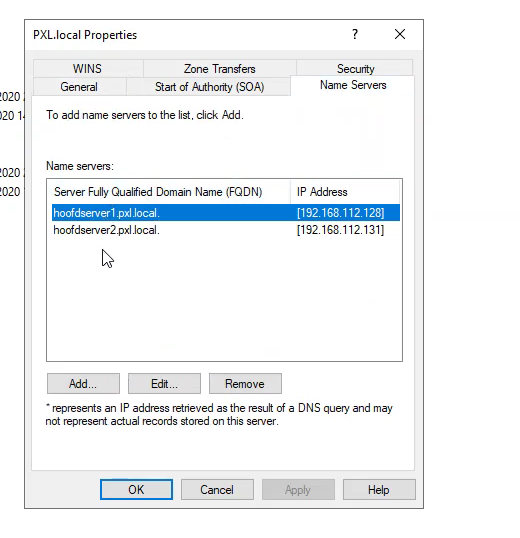 PXL.local Properties
?
WINS
Zone Transfers
Security
General
Start of Authority (SOA)
Name Servers
2020
020 1
To add name servers to the list, click Add.
Name servers:
2020
2020
Server Fully Qualified Domain Name (FQDN)
IP Address
hoofdserver1.pxl.local.
[192.168.112.128]
hoofdserver2.pxl.local.
[192.168.112.131]
Add...
Edit...
Remove
* represents an IP address retrieved as the result of a DNS query and may
not represent actual records stored on this server.
OK
Cancel
Apply
Help